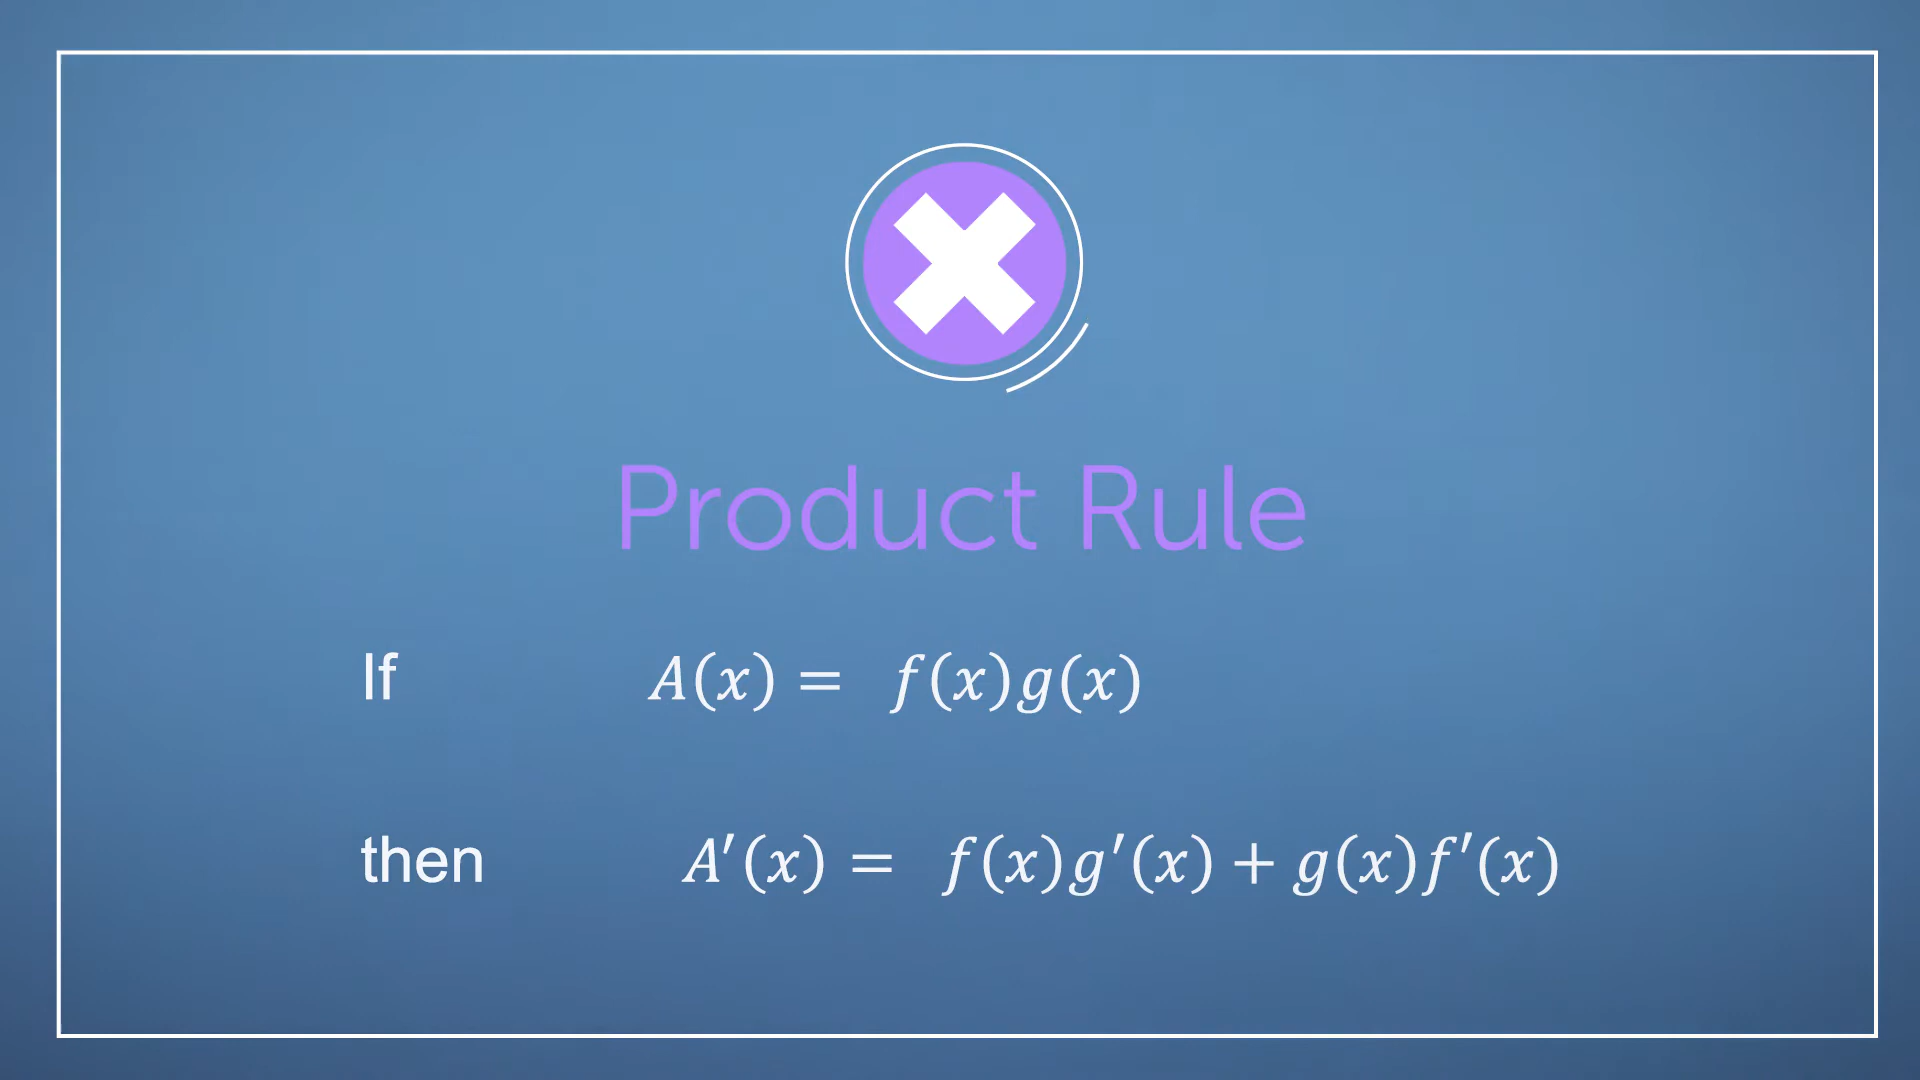 Product Rule
If A(x) = f(x)g(x)
then A′(x) = f(x)g′(x) + g(x)f′(x)